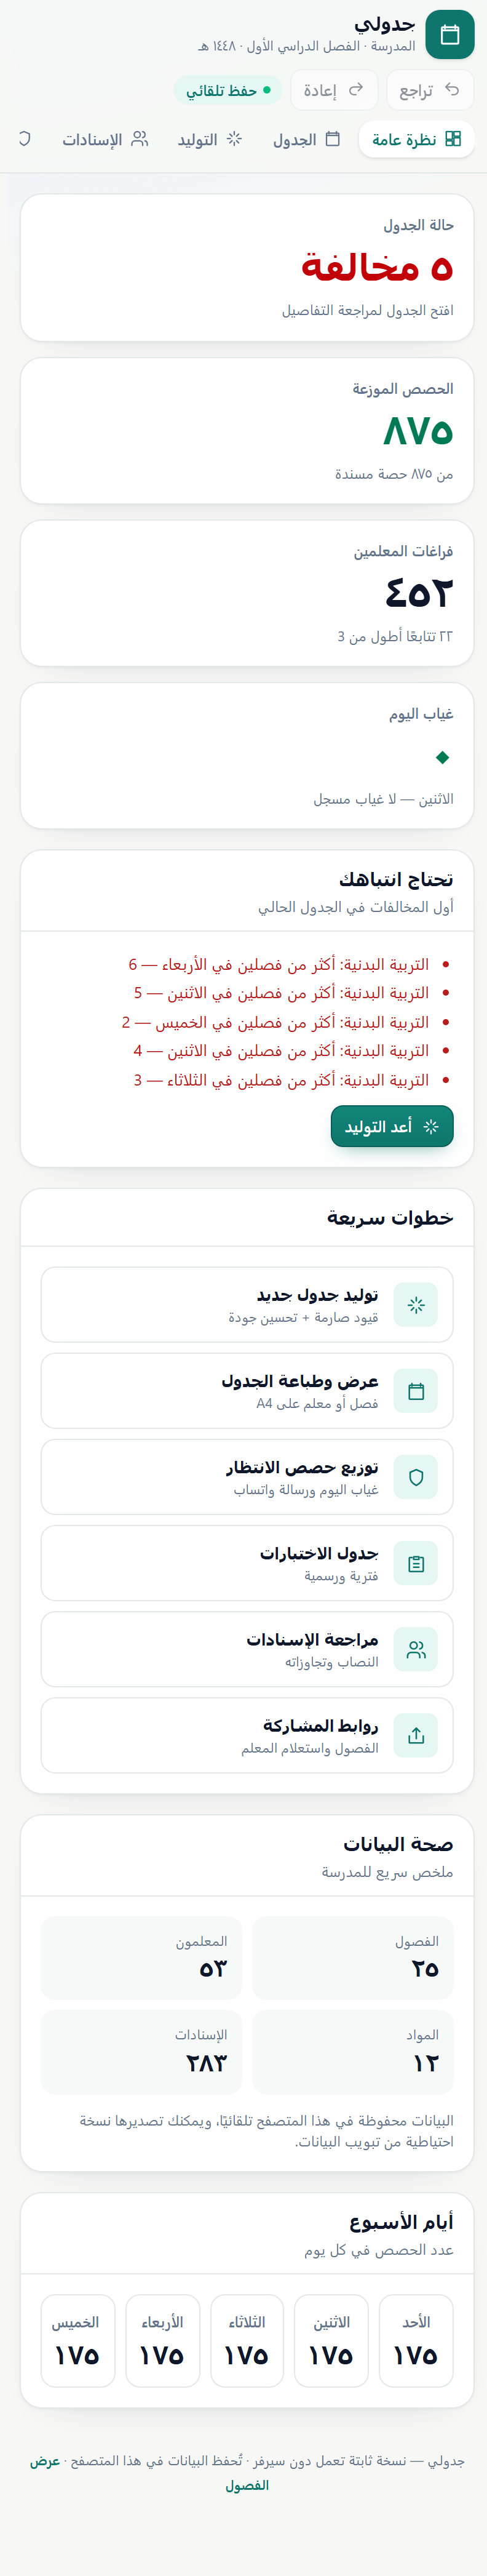 جدولي
المدرسة · الفصل الدراسي الأول · ١٤٤٨ هـ
تراجع
إعادة
حفظ تلقائي
نظرة عامة
الجدول
التوليد
الإسنادات
حالة الجدول
٥ مخالفة
افتح الجدول لمراجعة التفاصيل
الحصص الموزعة
٨٧٥
من ٨٧٥ حصة مسندة
فراغات المعلمين
٤٥٢
٢٢ تتابعًا أطول من 3
غياب اليوم
٠
الاثنين — لا غياب مسجل
تحتاج انتباهك
أول المخالفات في الجدول الحالي
التربية البدنية: أكثر من فصلين في الأربعاء — 6
التربية البدنية: أكثر من فصلين في الاثنين — 5
التربية البدنية: أكثر من فصلين في الخميس — 2
التربية البدنية: أكثر من فصلين في الاثنين — 4
التربية البدنية: أكثر من فصلين في الثلاثاء — 3
أعد التوليد
خطوات سريعة
توليد جدول جديد
قيود صارمة + تحسين جودة
عرض وطباعة الجدول
فصل أو معلم على A4
توزيع حصص الانتظار
غياب اليوم ورسالة واتساب
جدول الاختبارات
فترية ورسمية
مراجعة الإسنادات
النصاب وتجاوزاته
روابط المشاركة
الفصول واستعلام المعلم
صحة البيانات
ملخص سريع للمدرسة
الفصول
٢٥
المعلمون
٥٣
المواد
١٢
الإسنادات
٢٨٣
البيانات محفوظة في هذا المتصفح تلقائيًا، ويمكنك تصديرها نسخة
احتياطية من تبويب البيانات.
أيام الأسبوع
عدد الحصص في كل يوم
الأحد
١٧٥
الاثنين
١٧٥
الثلاثاء
١٧٥
الأربعاء
١٧٥
الخميس
١٧٥
جدولي — نسخة ثابتة تعمل دون سيرفر · تُحفظ البيانات في هذا المتصفح · عرض
الفصول